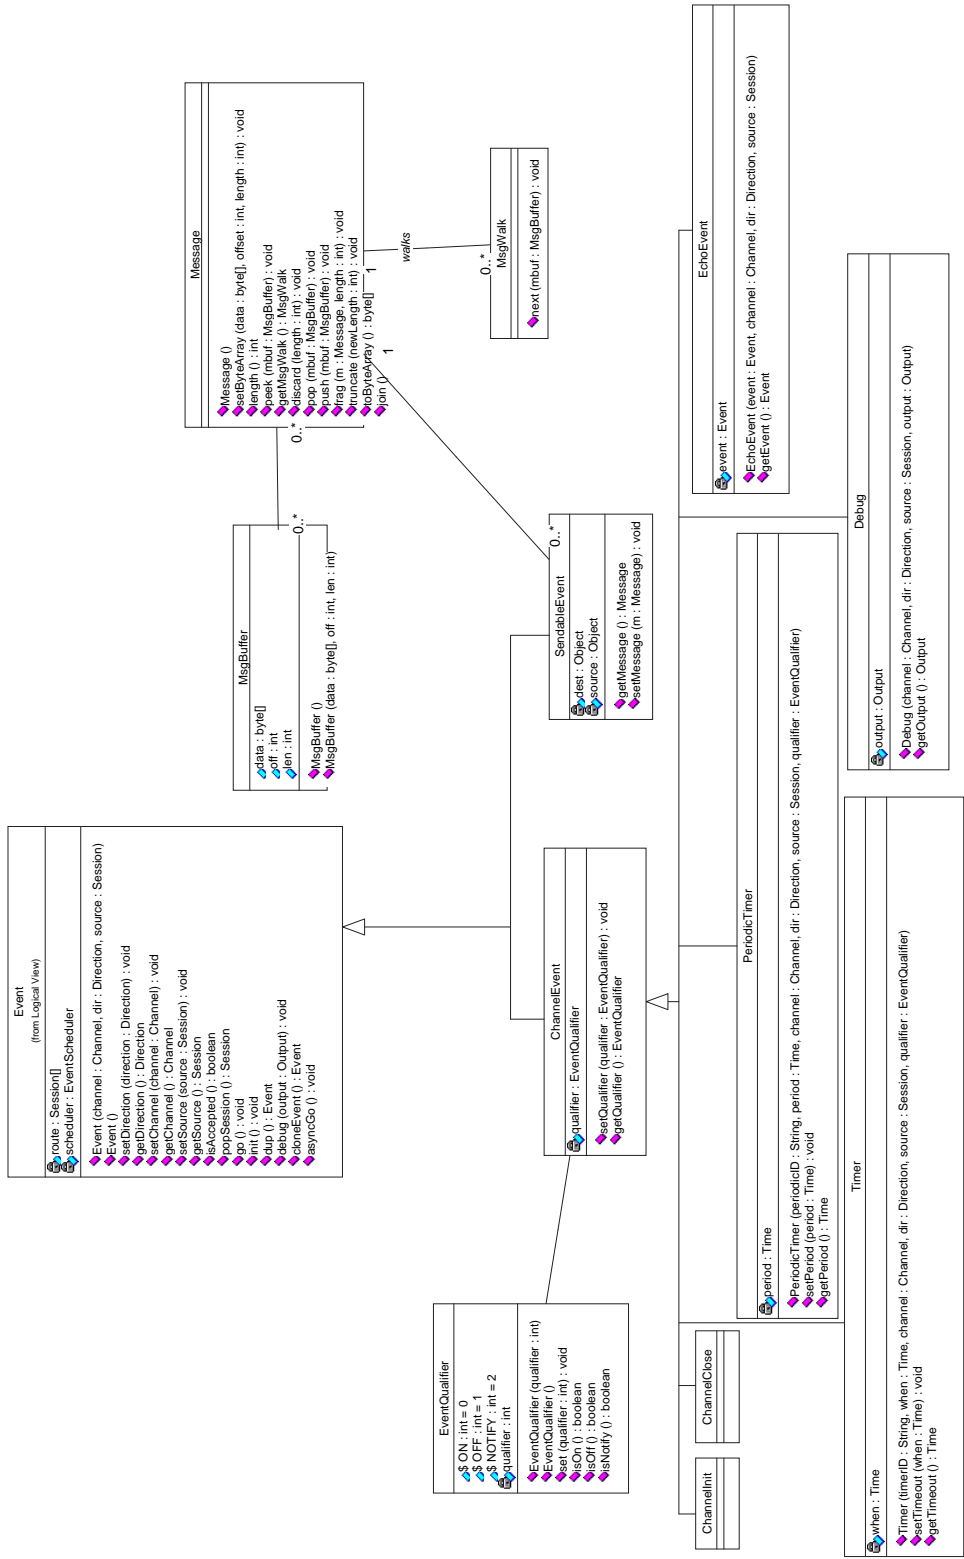 Event
(from Logical View)
route : Session[]
scheduler : EventScheduler
Event (channel : Channel, dir : Direction, source : Session)
Event ()
setDirection (direction : Direction) : void
getDirection () : Direction
setChannel (channel : Channel) : void
getChannel () : Channel
setSource (source : Session) : void
getSource () : Session
isAccepted () : boolean
popSession () : Session
go () : void
init () : void
dup () : Event
debug (output : Output) : void
cloneEvent () : Event
asyncGo () : void
MsgBuffer
data : byte[]
off : int
len : int
MsgBuffer ()
MsgBuffer (data : byte[], off : int, len : int)
0..*
0..*
Message
Message ()
setByteArray (data : byte[], offset : int, length : int) : void
length () : int
peek (mbuf : MsgBuffer) : void
getMsgWalk () : MsgWalk
discard (length : int) : void
pop (mbuf : MsgBuffer) : void
push (mbuf : MsgBuffer) : void
frag (m : Message, length : int) : void
truncate (newLength : int) : void
toByteArray () : byte[]
join ()
1
1
walks
0..*
MsgWalk
next (mbuf : MsgBuffer) : void
EventQualifier
$ ON : int = 0
$ OFF : int = 1
$ NOTIFY : int = 2
qualifier : int
EventQualifier (qualifier : int)
EventQualifier ()
set (qualifier : int) : void
isOn () : boolean
isOff () : boolean
isNotify () : boolean
ChannelEvent
qualifier : EventQualifier
setQualifier (qualifier : EventQualifier) : void
getQualifier () : EventQualifier
SendableEvent
0..*
dest : Object
source : Object
getMessage () : Message
setMessage (m : Message) : void
ChannelInit
ChannelClose
PeriodicTimer
period : Time
PeriodicTimer (periodicID : String, period : Time, channel : Channel, dir : Direction, source : Session, qualifier : EventQualifier)
setPeriod (period : Time) : void
getPeriod () : Time
EchoEvent
event : Event
EchoEvent (event : Event, channel : Channel, dir : Direction, source : Session)
getEvent () : Event
Timer
when : Time
Timer (timerID : String, when : Time, channel : Channel, dir : Direction, source : Session, qualifier : EventQualifier)
setTimeout (when : Time) : void
getTimeout () : Time
Debug
output : Output
Debug (channel : Channel, dir : Direction, source : Session, output : Output)
getOutput () : Output